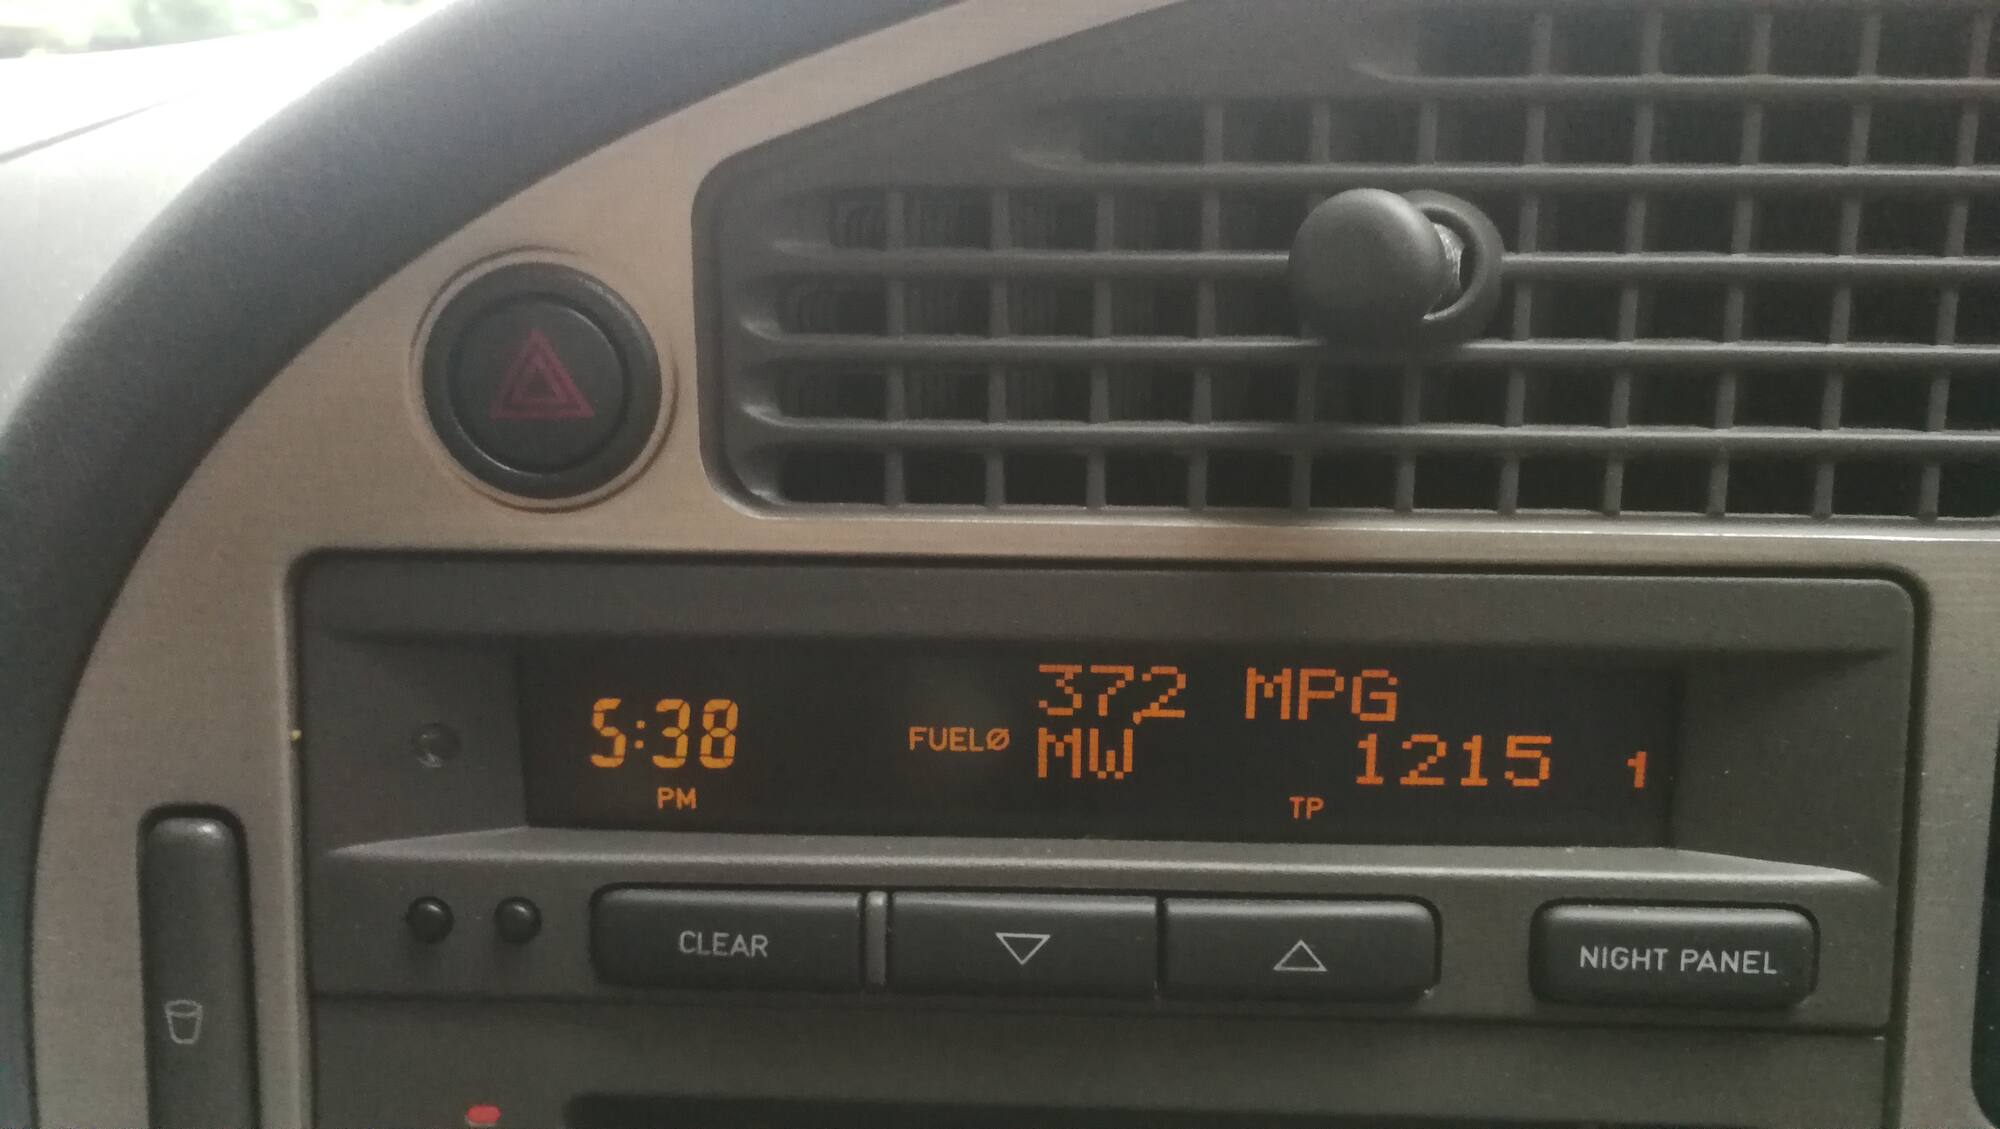 5:38
PM
FUELØ
37.2 MPG
MW 1215 1
TP
CLEAR
NIGHT PANEL